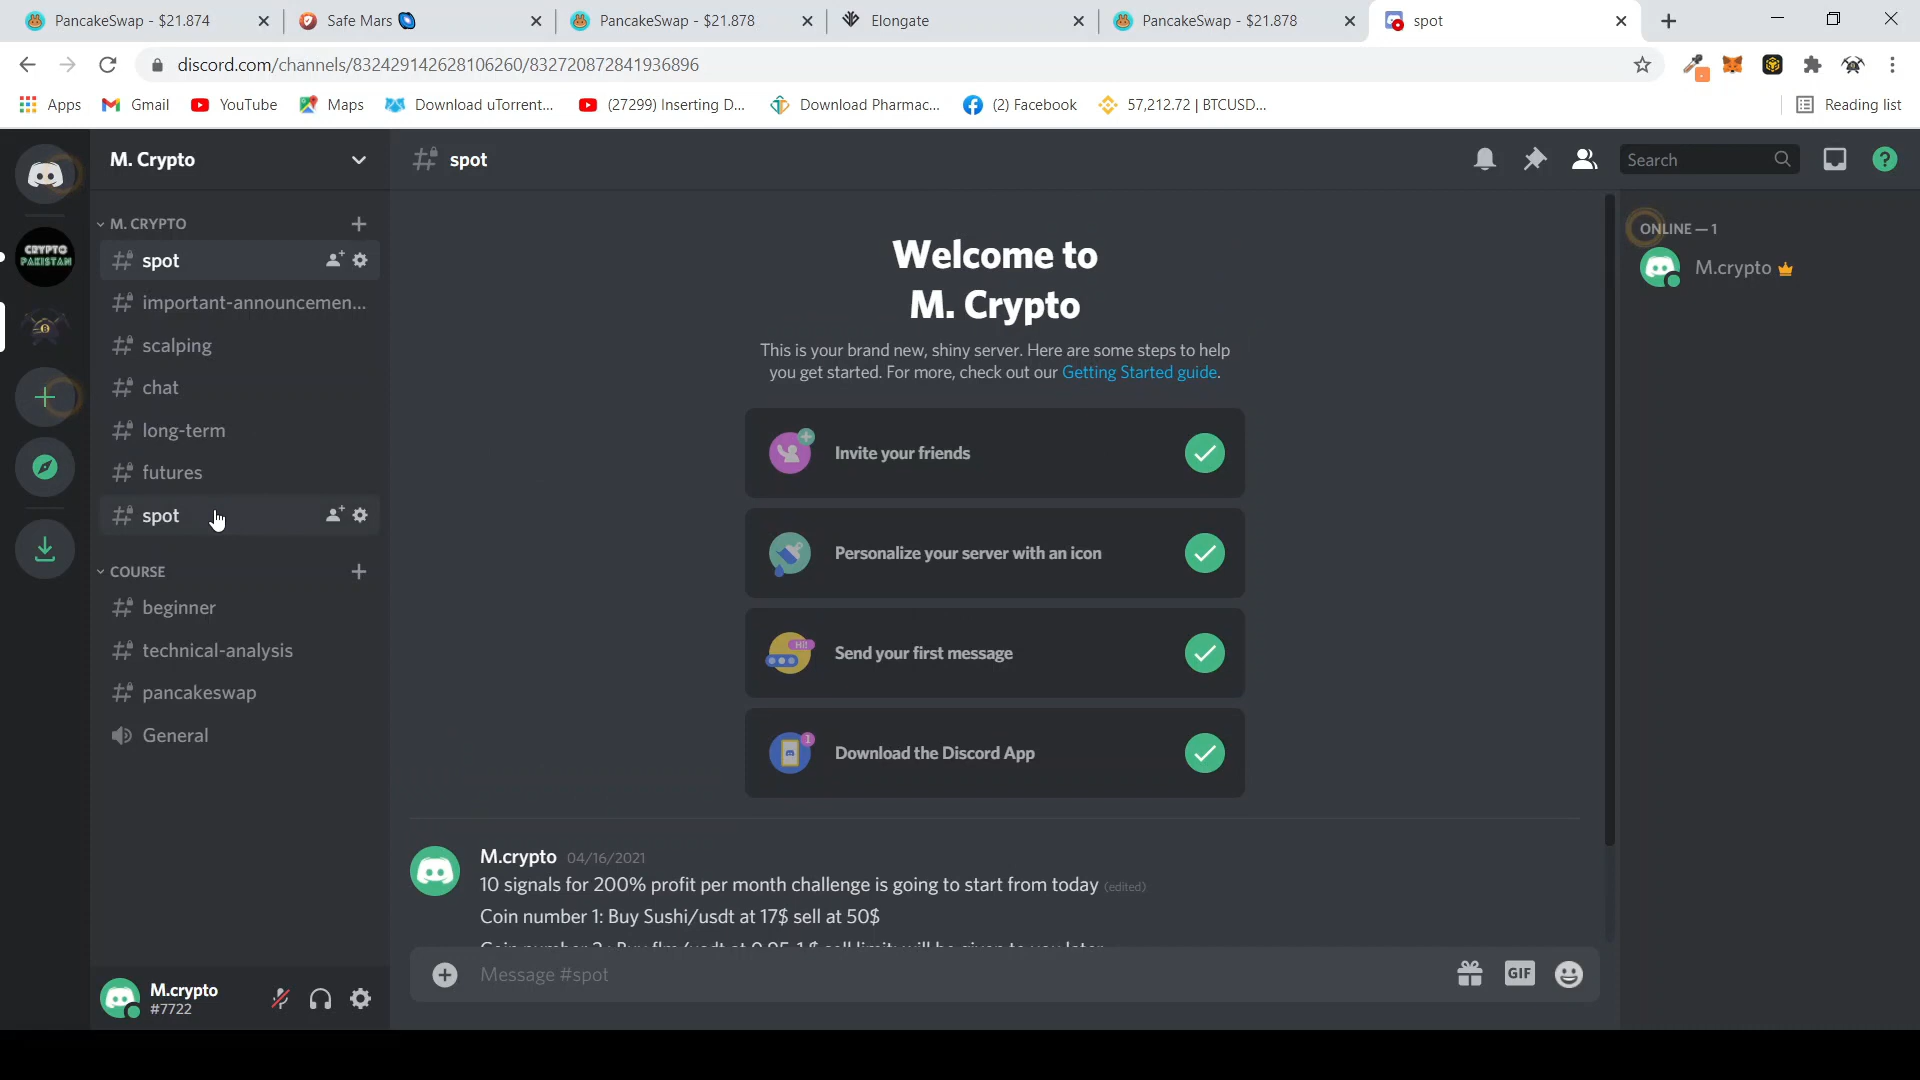 PancakeSwap - $21.874
Safe Mars
PancakeSwap - $21.878
Elongate
PancakeSwap - $21.878
spot
discord.com/channels/832429142628106260/832720872841936896
Apps
Gmail
YouTube
Maps
Download uTorrent...
(27299) Inserting D...
Download Pharmac...
(2) Facebook
57,212.72 | BTCUSD...
Reading list
CRYPTO
PAKISTAN
M. Crypto
M. CRYPTO
spot
important-announcemen...
scalping
chat
long-term
futures
spot
COURSE
beginner
technical-analysis
pancakeswap
General
M.crypto
#7722
spot
Search
Welcome to
M. Crypto
This is your brand new, shiny server. Here are some steps to help
you get started. For more, check out our Getting Started guide.
Invite your friends
Personalize your server with an icon
Hi!
Send your first message
1
Download the Discord App
M.crypto 04/16/2021
10 signals for 200% profit per month challenge is going to start from today (edited)
Coin number 1: Buy Sushi/usdt at 17$ sell at 50$
Message #spot
GIF
ONLINE — 1
M.crypto